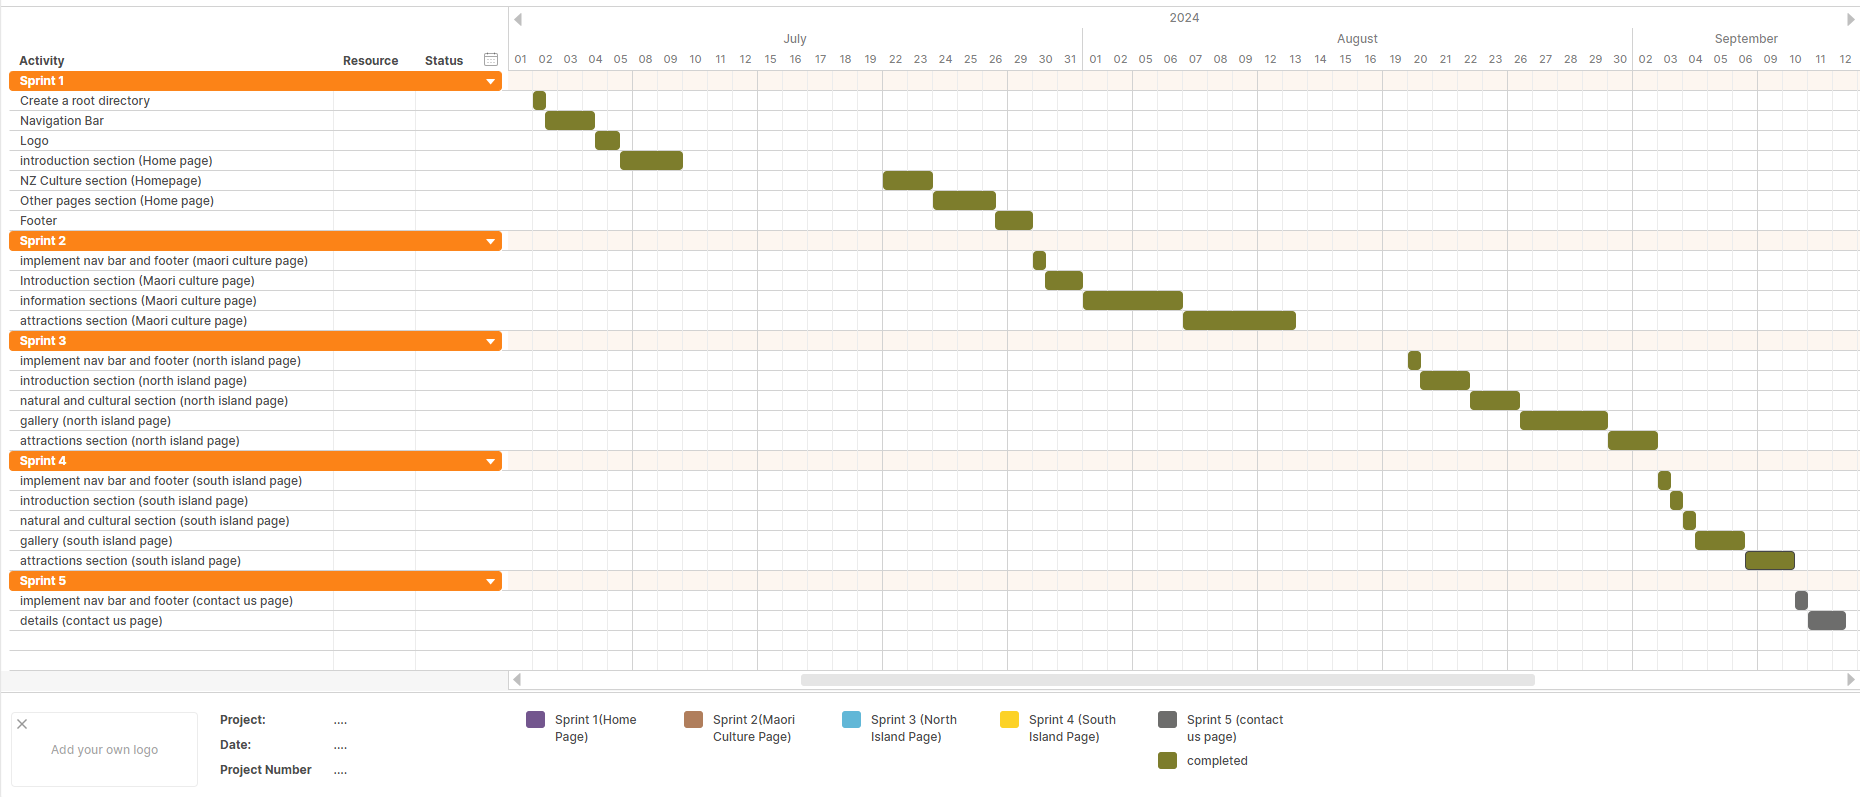 2024
July August September
Activity Resource Status 01 02 03 04 05 08 09 10 11 12 15 16 17 18 19 22 23 24 25 26 29 30 31 01 02 05 06 07 08 09 12 13 14 15 16 19 20 21 22 23 26 27 28 29 30 02 03 04 05 06 09 10 11 12
Sprint 1
Create a root directory
Navigation Bar
Logo
introduction section (Home page)
NZ Culture section (Homepage)
Other pages section (Home page)
Footer
Sprint 2
implement nav bar and footer (maori culture page)
Introduction section (Maori culture page)
information sections (Maori culture page)
attractions section (Maori culture page)
Sprint 3
implement nav bar and footer (north island page)
introduction section (north island page)
natural and cultural section (north island page)
gallery (north island page)
attractions section (north island page)
Sprint 4
implement nav bar and footer (south island page)
introduction section (south island page)
natural and cultural section (south island page)
gallery (south island page)
attractions section (south island page)
Sprint 5
implement nav bar and footer (contact us page)
details (contact us page)
Add your own logo
Project: ....
Date: ....
Project Number ....
Sprint 1(Home
Page)
Sprint 2(Maori
Culture Page)
Sprint 3 (North
Island Page)
Sprint 4 (South
Island Page)
Sprint 5 (contact
us page)
completed